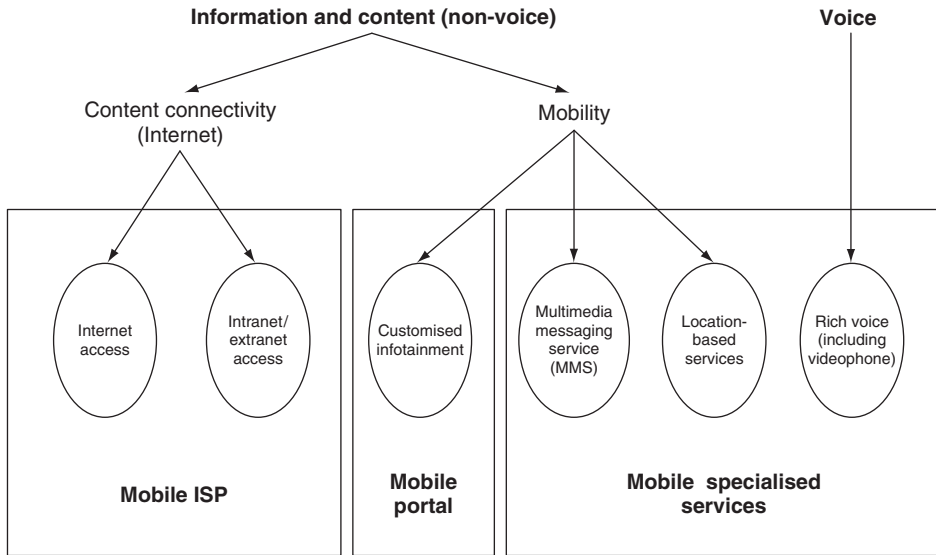 Information and content (non-voice)
Voice
Content connectivity
(Internet)
Mobility
Internet
access
Intranet/
extranet
access
Customised
infotainment
Multimedia
messaging
service
(MMS)
Location-
based
services
Rich voice
(including
videophone)
Mobile ISP
Mobile
portal
Mobile specialised
services